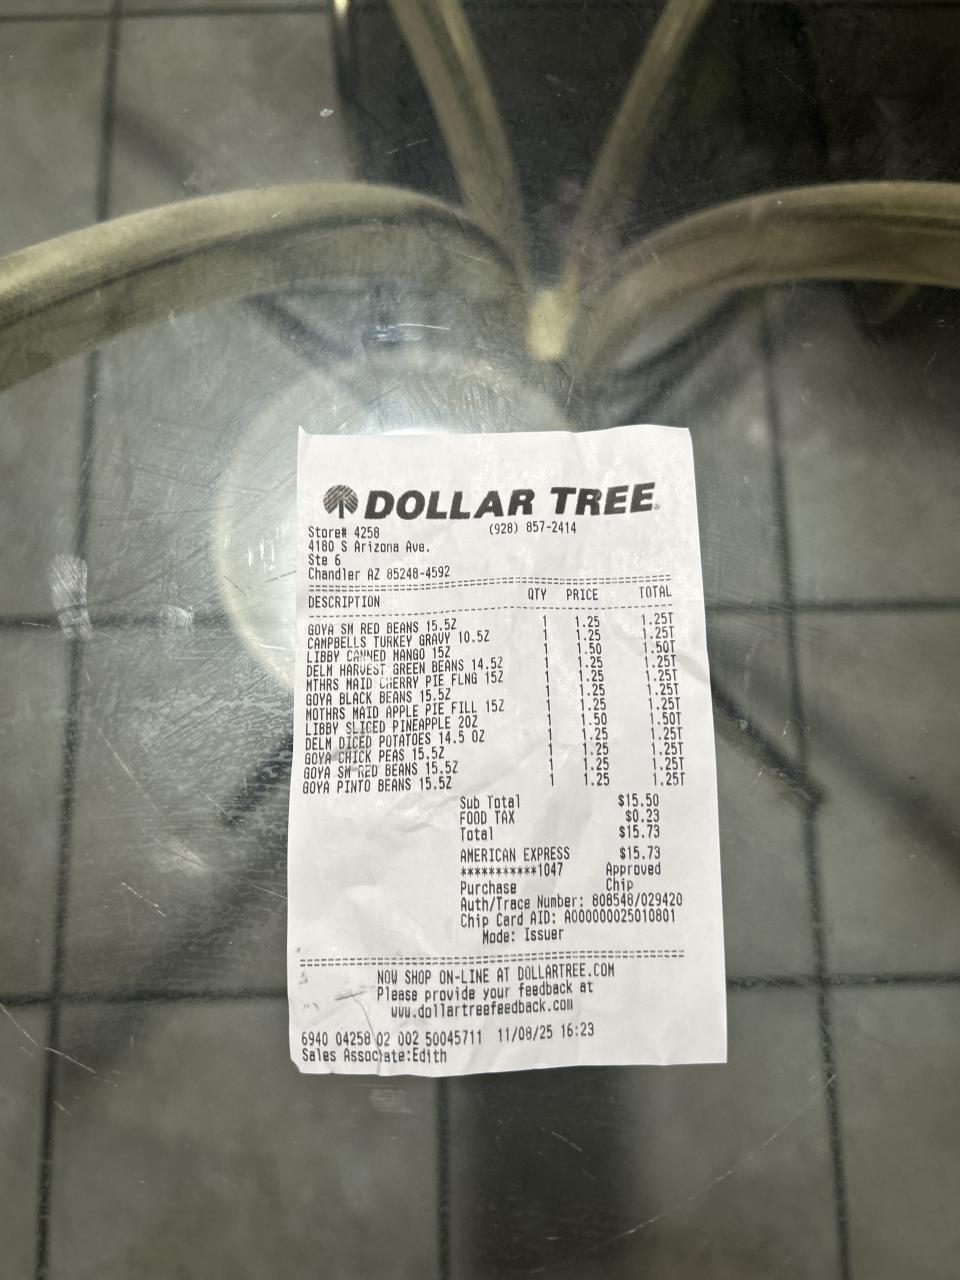 DOLLAR TREE
Store# 4258 (928) 857-2414
4180 S Arizona Ave.
Ste 6
Chandler AZ 85248-4592
DESCRIPTION QTY PRICE TOTAL
GOYA SM RED BEANS 15.5Z 1 1.25 1.25T
CAMPBELLS TURKEY GRAVY 10.5Z 1 1.25 1.25T
LIBBY CANNED MANGO 15Z 1 1.50 1.50T
DELM HARVEST GREEN BEANS 14.5Z 1 1.25 1.25T
MTHRS MAID CHERRY PIE FLNG 15Z 1 1.25 1.25T
GOYA BLACK BEANS 15.5Z 1 1.25 1.25T
MOTHRS MAID APPLE PIE FILL 15Z 1 1.25 1.25T
LIBBY SLICED PINEAPPLE 20Z 1 1.50 1.50T
DELM DICED POTATOES 14.5 OZ 1 1.25 1.25T
GOYA CHICK PEAS 15.5Z 1 1.25 1.25T
GOYA SM RED BEANS 15.5Z 1 1.25 1.25T
GOYA PINTO BEANS 15.5Z 1 1.25 1.25T
Sub Total $15.50
FOOD TAX $0.23
Total $15.73
AMERICAN EXPRESS $15.73
***********1047 Approved
Purchase Chip
Auth/Trace Number: 808548/029420
Chip Card AID: A000000025010801
Mode: Issuer
NOW SHOP ON-LINE AT DOLLARTREE.COM
Please provide your feedback at
www.dollartreefeedback.com
6940 04258 02 002 50045711 11/08/25 16:23
Sales Associate:Edith